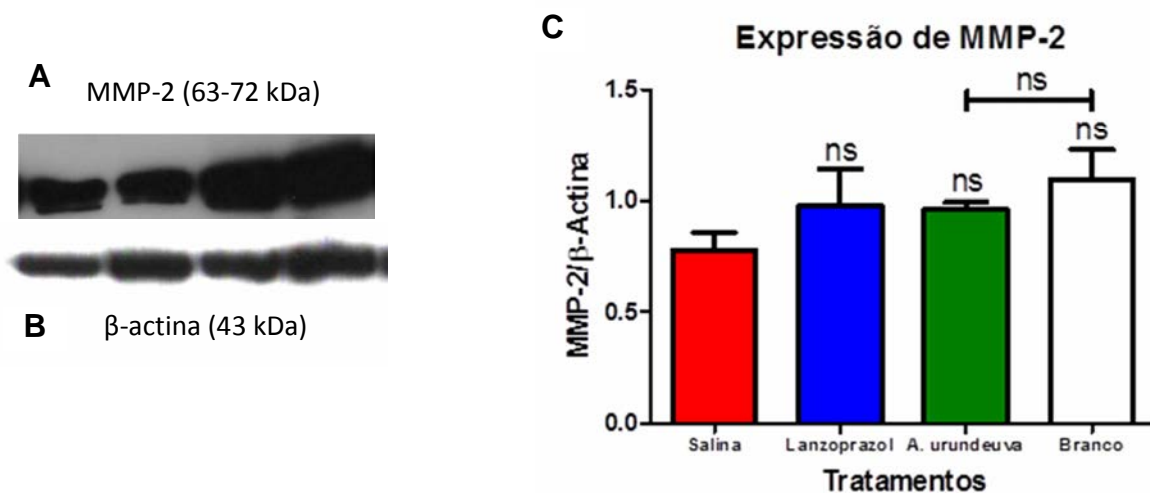 A
MMP-2 (63-72 kDa)
B
β-actina (43 kDa)
C
Expressão de MMP-2
MMP-2/β-Actina
1.5
1.0
0.5
0.0
ns
ns
ns
ns
Salina
Lanzoprazol
A. urundeuva
Branco
Tratamentos